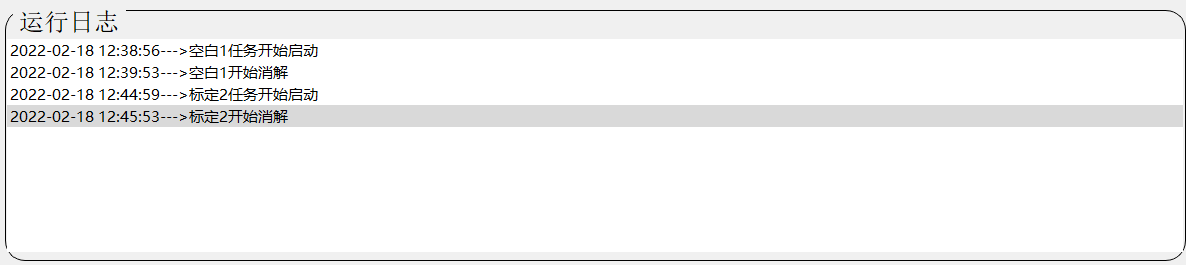 运行日志
2022-02-18 12:38:56--->空白1任务开始启动
2022-02-18 12:39:53--->空白1开始消解
2022-02-18 12:44:59--->标定2任务开始启动
2022-02-18 12:45:53--->标定2开始消解